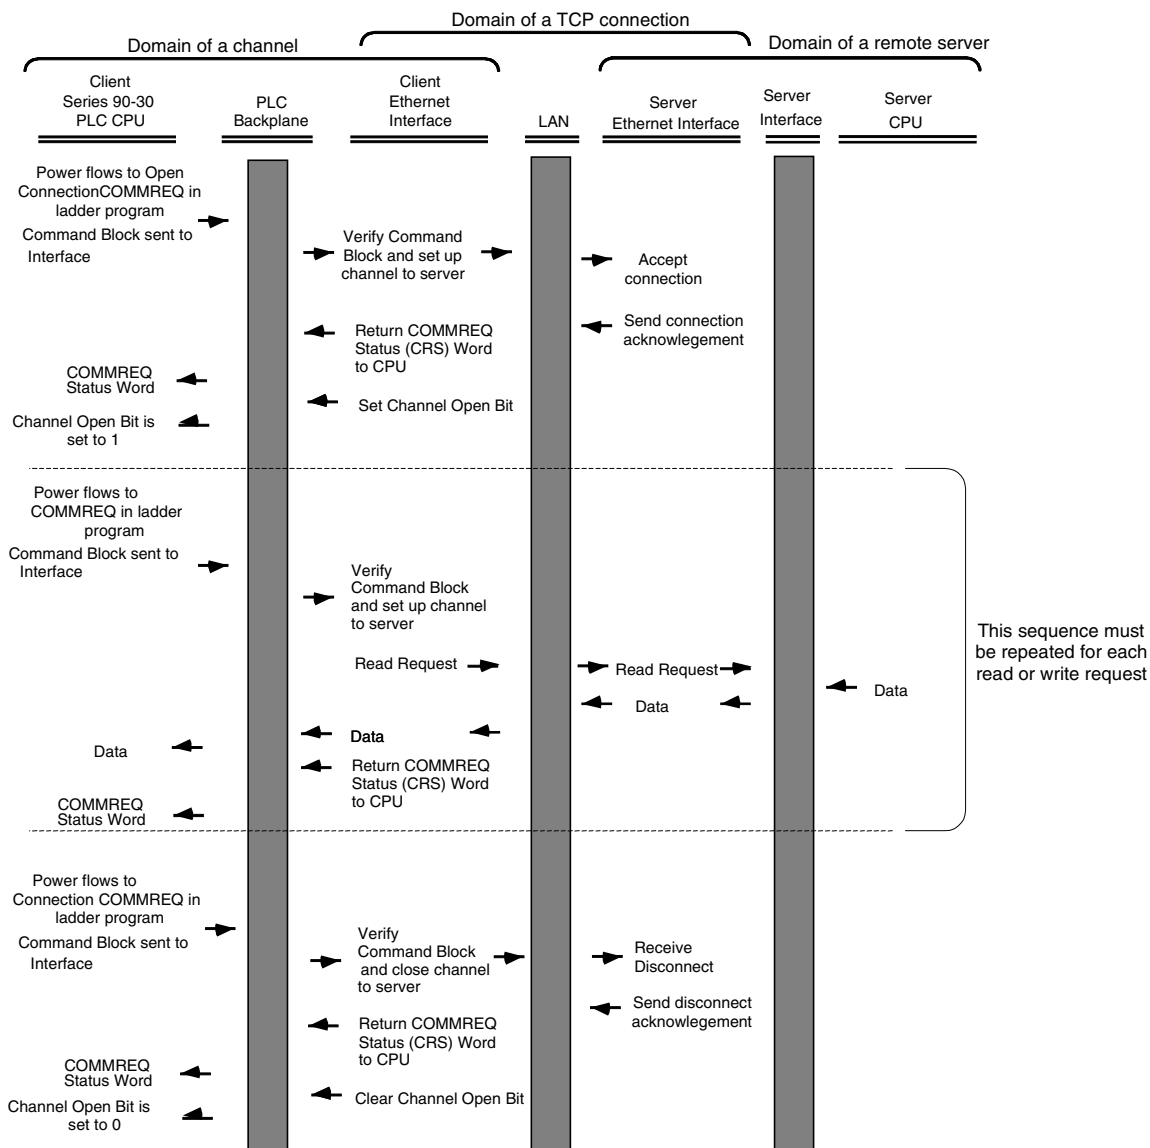 Domain of a TCP connection
Domain of a channel
Domain of a remote server
Client
Series 90-30
PLC CPU
PLC
Backplane
Client
Ethernet
Interface
LAN
Server
Ethernet Interface
Server
Interface
Server
CPU
Power flows to Open
ConnectionCOMMREQ in
ladder program
Command Block sent to
Interface
Verify Command
Block and set up
channel to server
Accept
connection
Send connection
acknowlegement
Return COMMREQ
Status (CRS) Word
to CPU
COMMREQ
Status Word
Set Channel Open Bit
Channel Open Bit is
set to 1
Power flows to
COMMREQ in ladder
program
Command Block sent to
Interface
Verify
Command Block
and set up channel
to server
Read Request
Read Request
Data
Data
Data
Data
Return COMMREQ
Status (CRS) Word
to CPU
COMMREQ
Status Word
This sequence must
be repeated for each
read or write request
Power flows to
Connection COMMREQ in
ladder program
Command Block sent to
Interface
Verify
Command Block
and close channel
to server
Receive
Disconnect
Send disconnect
acknowlegement
Return COMMREQ
Status (CRS) Word
to CPU
COMMREQ
Status Word
Clear Channel Open Bit
Channel Open Bit is
set to 0